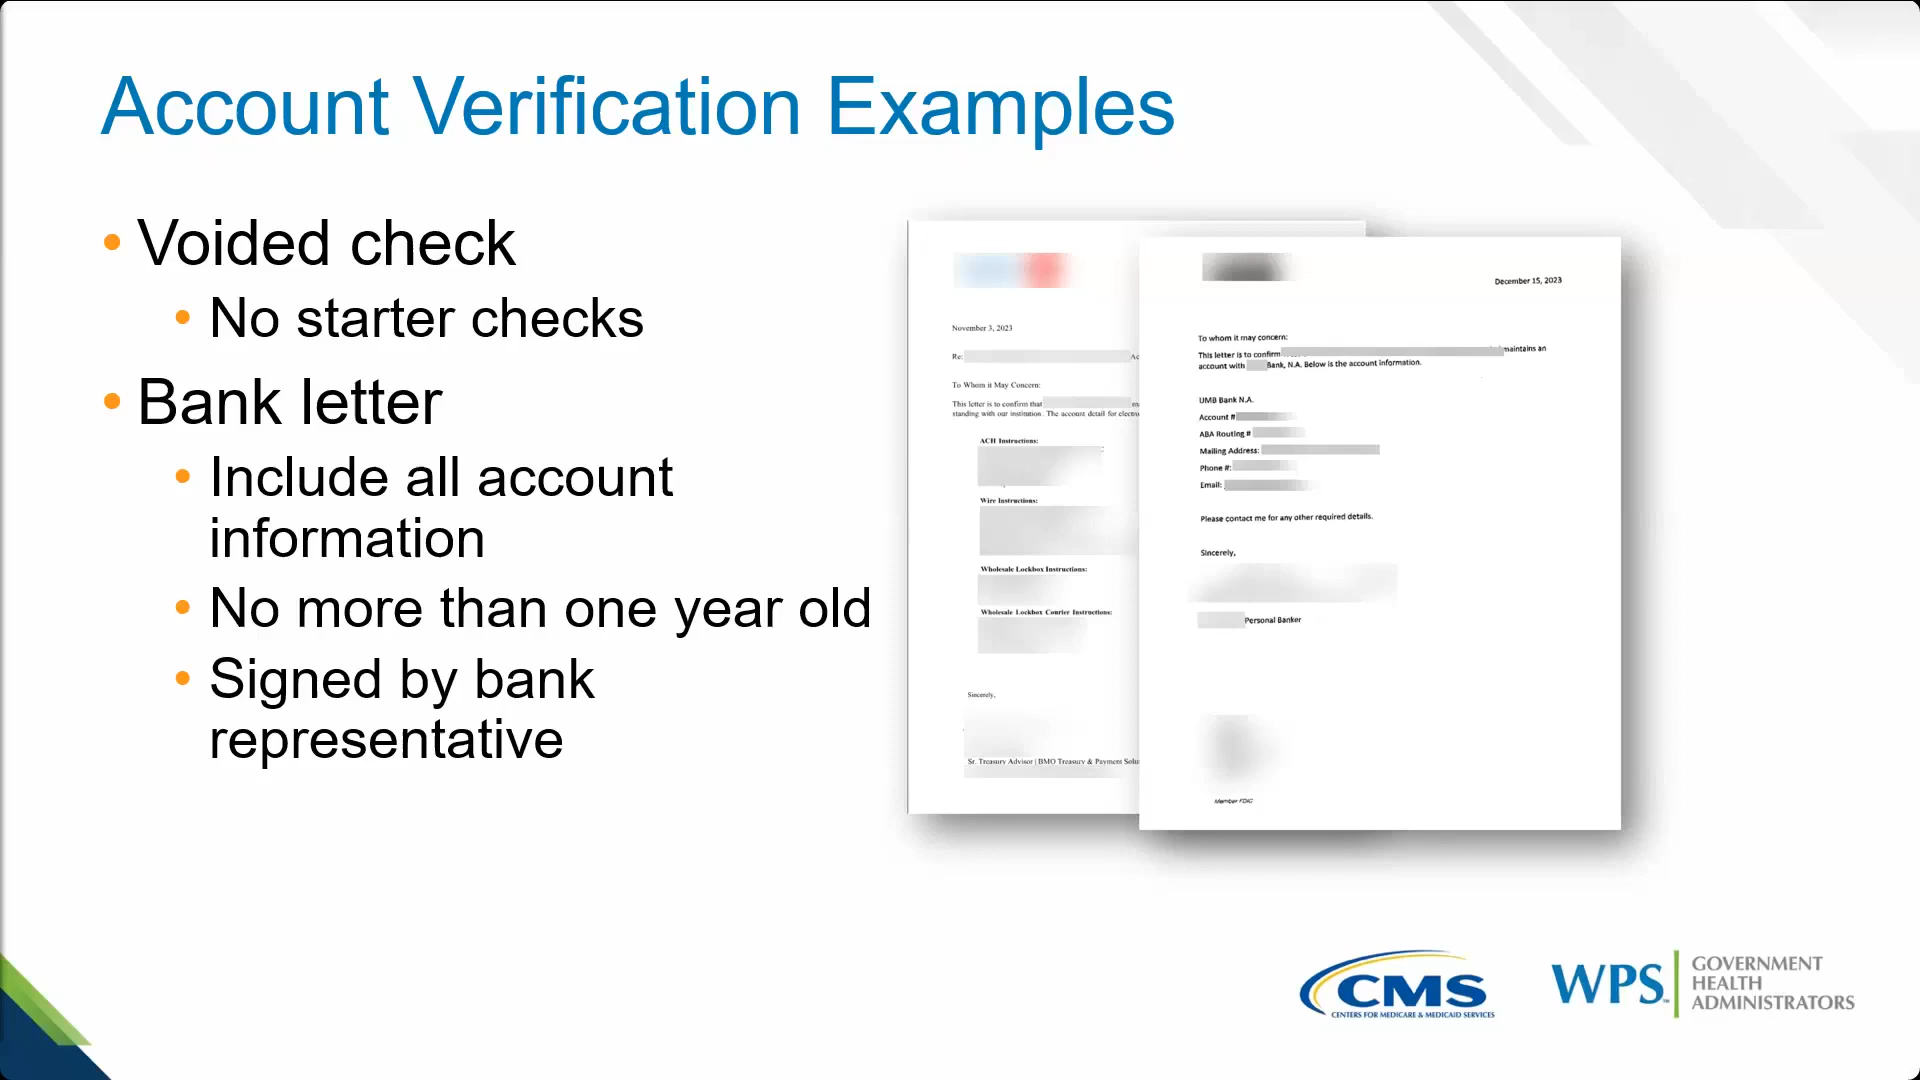 Account Verification Examples
• Voided check
• No starter checks
• Bank letter
• Include all account
information
• No more than one year old
• Signed by bank
representative
November 3, 2023
Re:
To Whom it May Concern:
This letter is to confirm that
standing with our institution. The account detail for
ACH Instructions:
Wire Instructions:
Wholesale Lockbox Instructions:
Wholesale Lockbox Courier Instructions:
Sincerely,
Sr. Treasury Advisor | BMO Treasury & Payment
December 15, 2023
To whom it may concern:
This letter is to confirm maintains an
account with Bank, N.A. Below is the account information.
UMB Bank N.A.
Account #
ABA Routing #
Mailing Address:
Phone #:
Email:
Please contact me for any other required details.
Sincerely,
Personal Banker
Member FDIC
CMS
CENTERS FOR MEDICARE & MEDICAID SERVICES
WPS
GOVERNMENT
HEALTH
ADMINISTRATORS